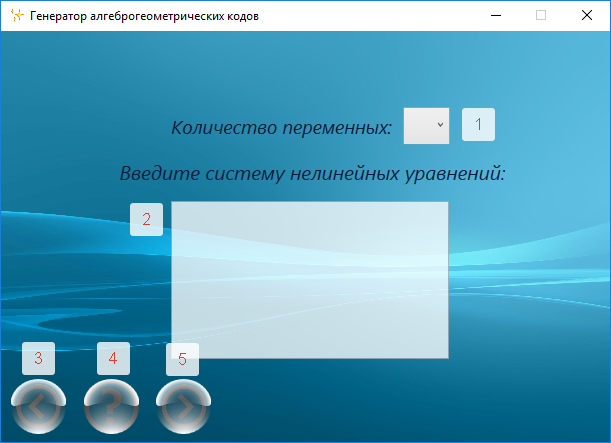 Генератор алгеброгеометрических кодов
Количество переменных: 1
Введите систему нелинейных уравнений:
2
3 4 5
?